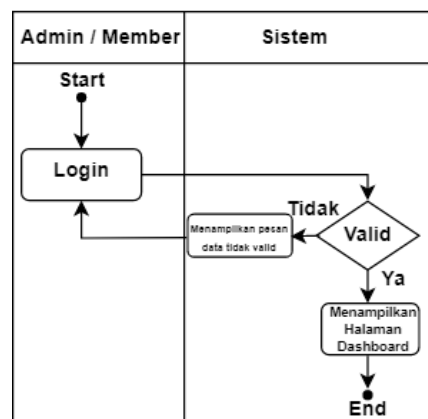 Admin / Member
Sistem
Start
Login
Tidak
Menampilkan pesan
data tidak valid
Valid
Ya
Menampilkan
Halaman
Dashboard
End